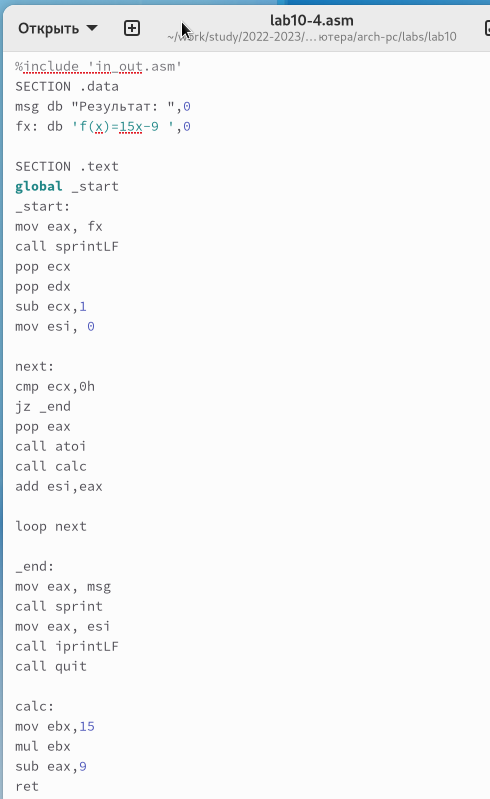 Открыть
lab10-4.asm
~/work/study/2022-2023/… ютера/arch-pc/labs/lab10
%include 'in_out.asm'
SECTION .data
msg db "Результат: ",0
fx: db 'f(x)=15x-9 ',0
SECTION .text
global _start
_start:
mov eax, fx
call sprintLF
pop ecx
pop edx
sub ecx,1
mov esi, 0
next:
cmp ecx,0h
jz _end
pop eax
call atoi
call calc
add esi,eax
loop next
_end:
mov eax, msg
call sprint
mov eax, esi
call iprintLF
call quit
calc:
mov ebx,15
mul ebx
sub eax,9
ret